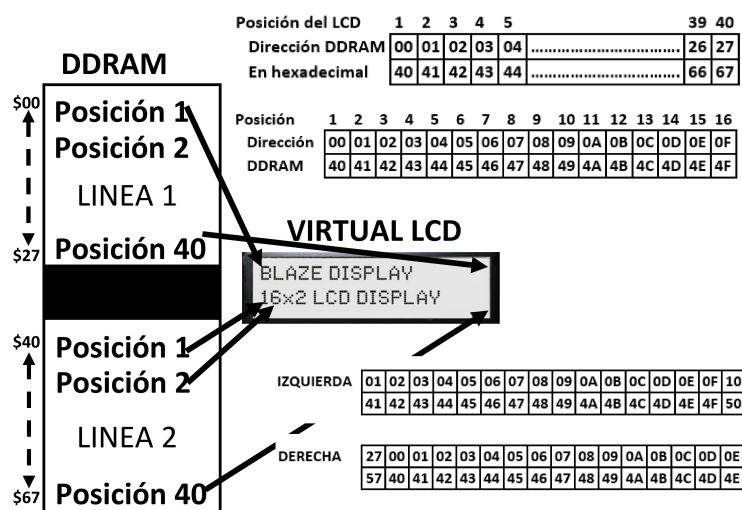 Posición del LCD 1 2 3 4 5 39 40
Dirección DDRAM 00 01 02 03 04 ................................ 26 27
En hexadecimal 40 41 42 43 44 ................................ 66 67
DDRAM
$00
Posición 1
Posición 2
LINEA 1
Posición 40
$27
Posición 1 2 3 4 5 6 7 8 9 10 11 12 13 14 15 16
Dirección 00 01 02 03 04 05 06 07 08 09 0A 0B 0C 0D 0E 0F
DDRAM 40 41 42 43 44 45 46 47 48 49 4A 4B 4C 4D 4E 4F
VIRTUAL LCD
BLAZE DISPLAY
16x2 LCD DISPLAY
$40
Posición 1
Posición 2
LINEA 2
Posición 40
$67
IZQUIERDA 01 02 03 04 05 06 07 08 09 0A 0B 0C 0D 0E 0F 10
41 42 43 44 45 46 47 48 49 4A 4B 4C 4D 4E 4F 50
DERECHA 27 00 01 02 03 04 05 06 07 08 09 0A 0B 0C 0D 0E
57 40 41 42 43 44 45 46 47 48 49 4A 4B 4C 4D 4E